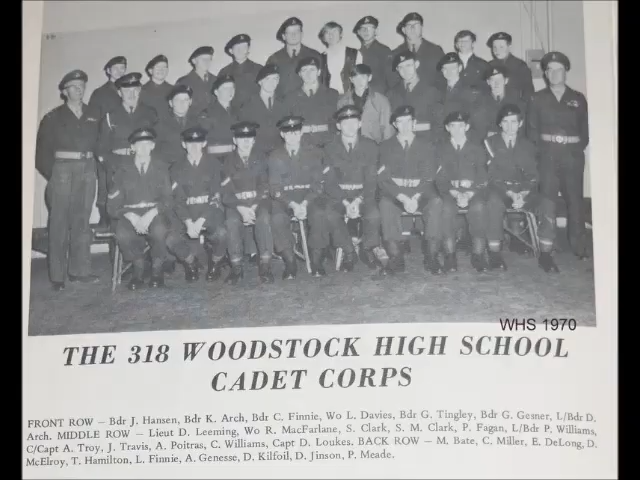 WHS 1970
THE 318 WOODSTOCK HIGH SCHOOL
CADET CORPS
FRONT ROW — Bdr J. Hansen, Bdr K. Arch, Bdr C. Finnie, Wo L. Davies, Bdr G. Tingley, Bdr G. Gesner, L/Bdr D.
Arch. MIDDLE ROW — Lieut D. Leeming, Wo R. MacFarlane, S. Clark, S. M. Clark, P. Fagan, L/Bdr P. Williams,
C/Capt A. Troy, J. Travis, A. Poitras, C. Williams, Capt D. Loukes. BACK ROW — M. Bate, C. Miller, E. DeLong, D.
McElroy, T. Hamilton, L. Finnie, A. Genesse, D. Kilfoil, D. Jinson, P. Meade.